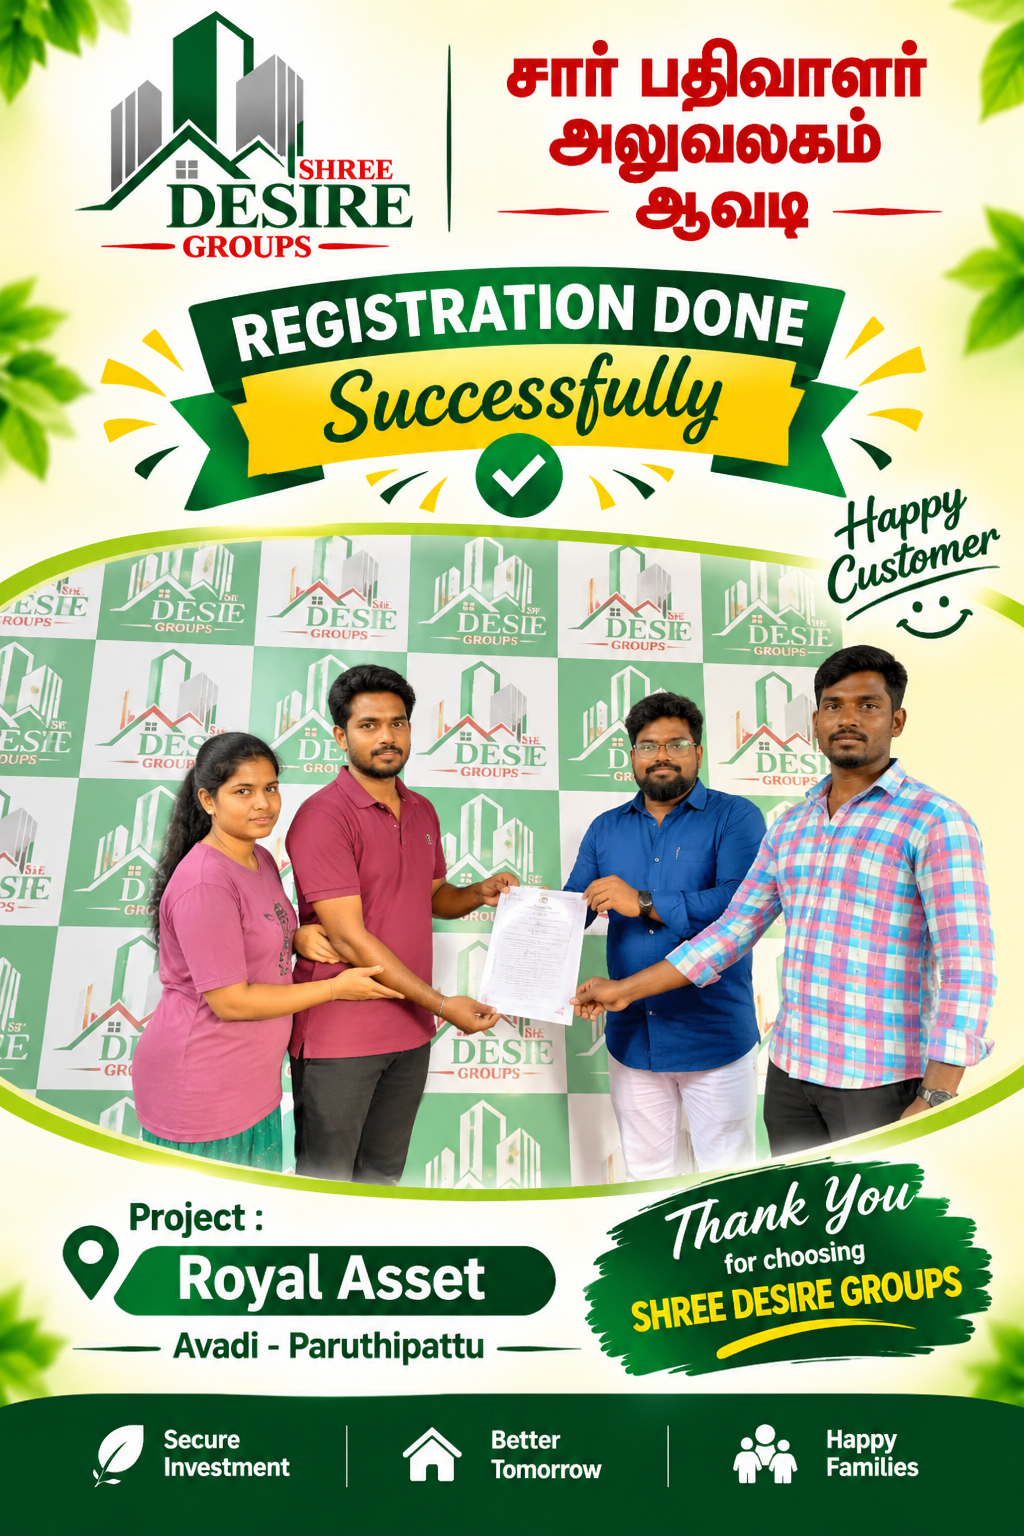 SHREE
DESIRE
GROUPS
சார் பதிவாளர்
அலுவலகம்
ஆவடி
REGISTRATION DONE
Successfully
Happy
Customer
Project :
Royal Asset
Avadi - Paruthipattu
Thank You
for choosing
SHREE DESIRE GROUPS
Secure
Investment
Better
Tomorrow
Happy
Families